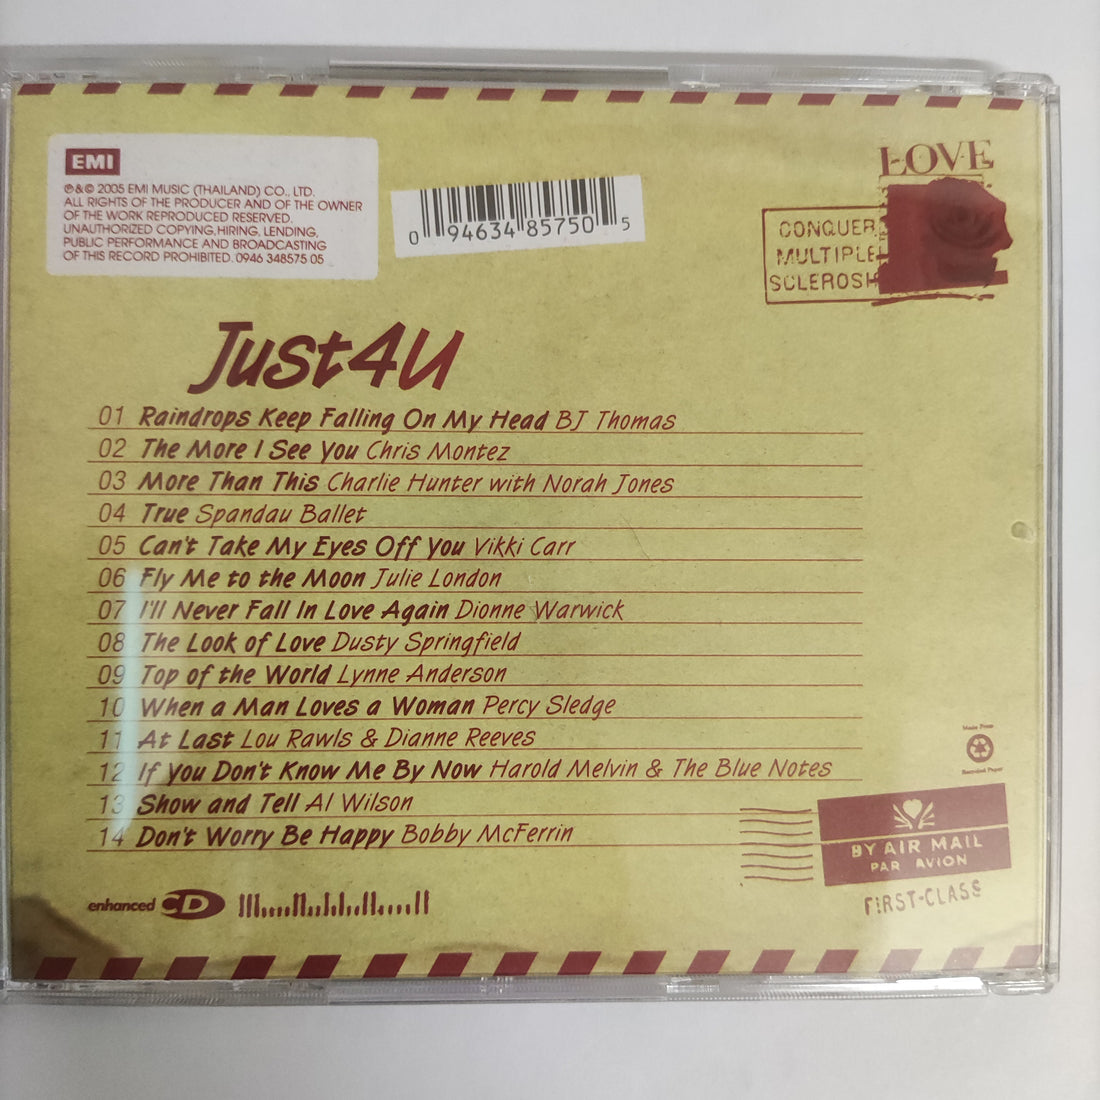 EMI
℗&© 2005 EMI MUSIC (THAILAND) CO., LTD.
ALL RIGHTS OF THE PRODUCER AND OF THE OWNER
OF THE WORK REPRODUCED RESERVED.
UNAUTHORIZED COPYING,HIRING, LENDING,
PUBLIC PERFORMANCE AND BROADCASTING
OF THIS RECORD PROHIBITED. 0946 348575 05
0 94634 85750 5
LOVE
CONQUER
MULTIPLE
SCLEROSI
Just4U
01 Raindrops Keep Falling On My Head BJ Thomas
02 The More I See You Chris Montez
03 More Than This Charlie Hunter with Norah Jones
04 True Spandau Ballet
05 Can't Take My Eyes Off You Vikki Carr
06 Fly Me to the Moon Julie London
07 I'll Never Fall In Love Again Dionne Warwick
08 The Look of Love Dusty Springfield
09 Top of the World Lynne Anderson
10 When a Man Loves a Woman Percy Sledge
11 At Last Lou Rawls & Dianne Reeves
12 If You Don't Know Me By Now Harold Melvin & The Blue Notes
13 Show and Tell Al Wilson
14 Don't Worry Be Happy Bobby McFerrin
Made From
Recycled Paper
BY AIR MAIL
PAR AVION
FIRST-CLASS
enhanced CD